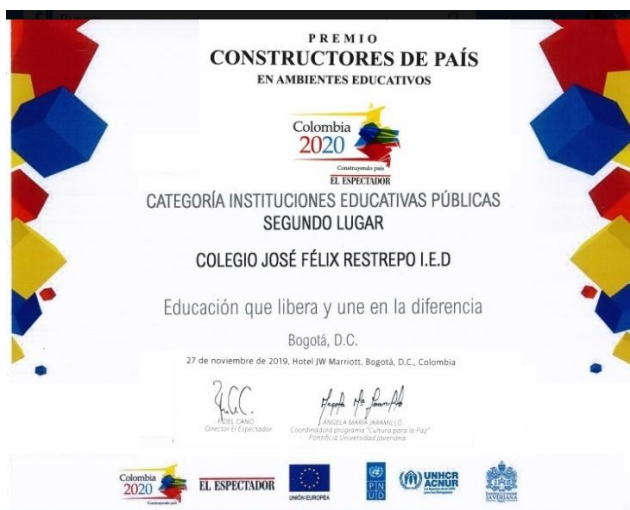 PREMIO
CONSTRUCTORES DE PAÍS
EN AMBIENTES EDUCATIVOS
Colombia
2020
Construyendo país
EL ESPECTADOR
CATEGORÍA INSTITUCIONES EDUCATIVAS PÚBLICAS
SEGUNDO LUGAR
COLEGIO JOSÉ FÉLIX RESTREPO I.E.D
Educación que libera y une en la diferencia
Bogotá, D.C.
27 de noviembre de 2019, Hotel JW Marriott, Bogotá, D.C., Colombia
FIDEL CANO
Director El Espectador
ÁNGELA MARÍA JARAMILLO
Coordinadora programa "Cultura para la Paz"
Pontificia Universidad Javeriana
Colombia
2020
Construyendo país
EL ESPECTADOR
UNIÓN EUROPEA
PNUD
UNHCR
ACNUR
JAVERIANA